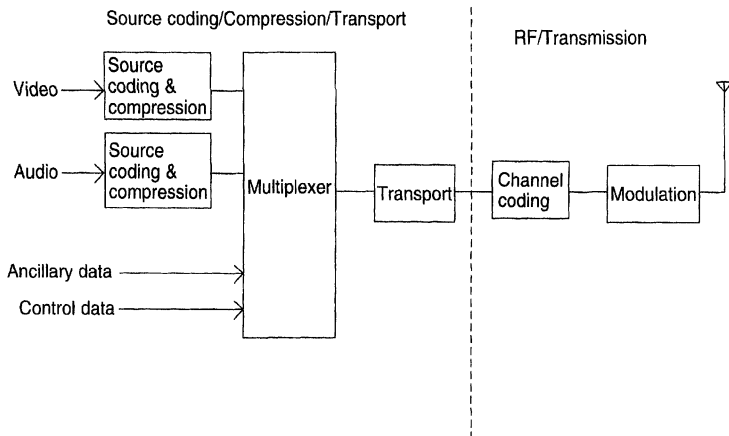 Source coding/Compression/Transport
RF/Transmission
Video
Source
coding &
compression
Audio
Source
coding &
compression
Multiplexer
Transport
Channel
coding
Modulation
Ancillary data
Control data